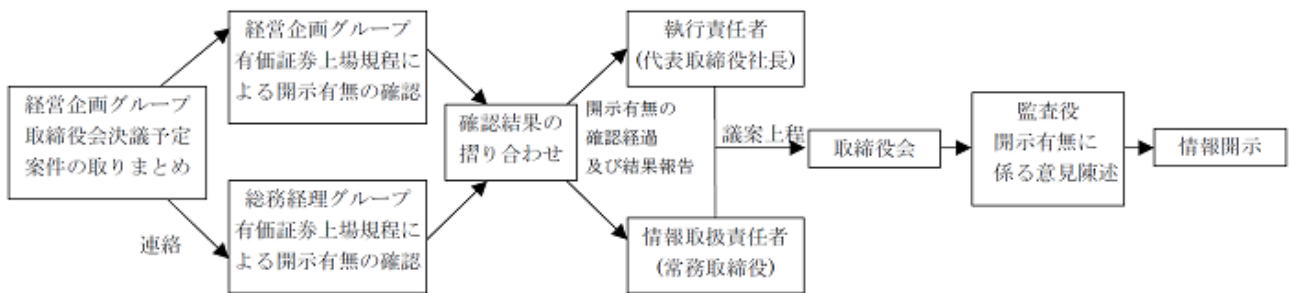 経営企画グループ
取締役会決議予定
案件の取りまとめ
連絡
経営企画グループ
有価証券上場規程に
よる開示有無の確認
総務経理グループ
有価証券上場規程に
よる開示有無の確認
確認結果の
摺り合わせ
開示有無の
確認経過
及び結果報告
執行責任者
(代表取締役社長)
情報取扱責任者
(常務取締役)
議案上程
取締役会
監査役
開示有無に
係る意見陳述
情報開示